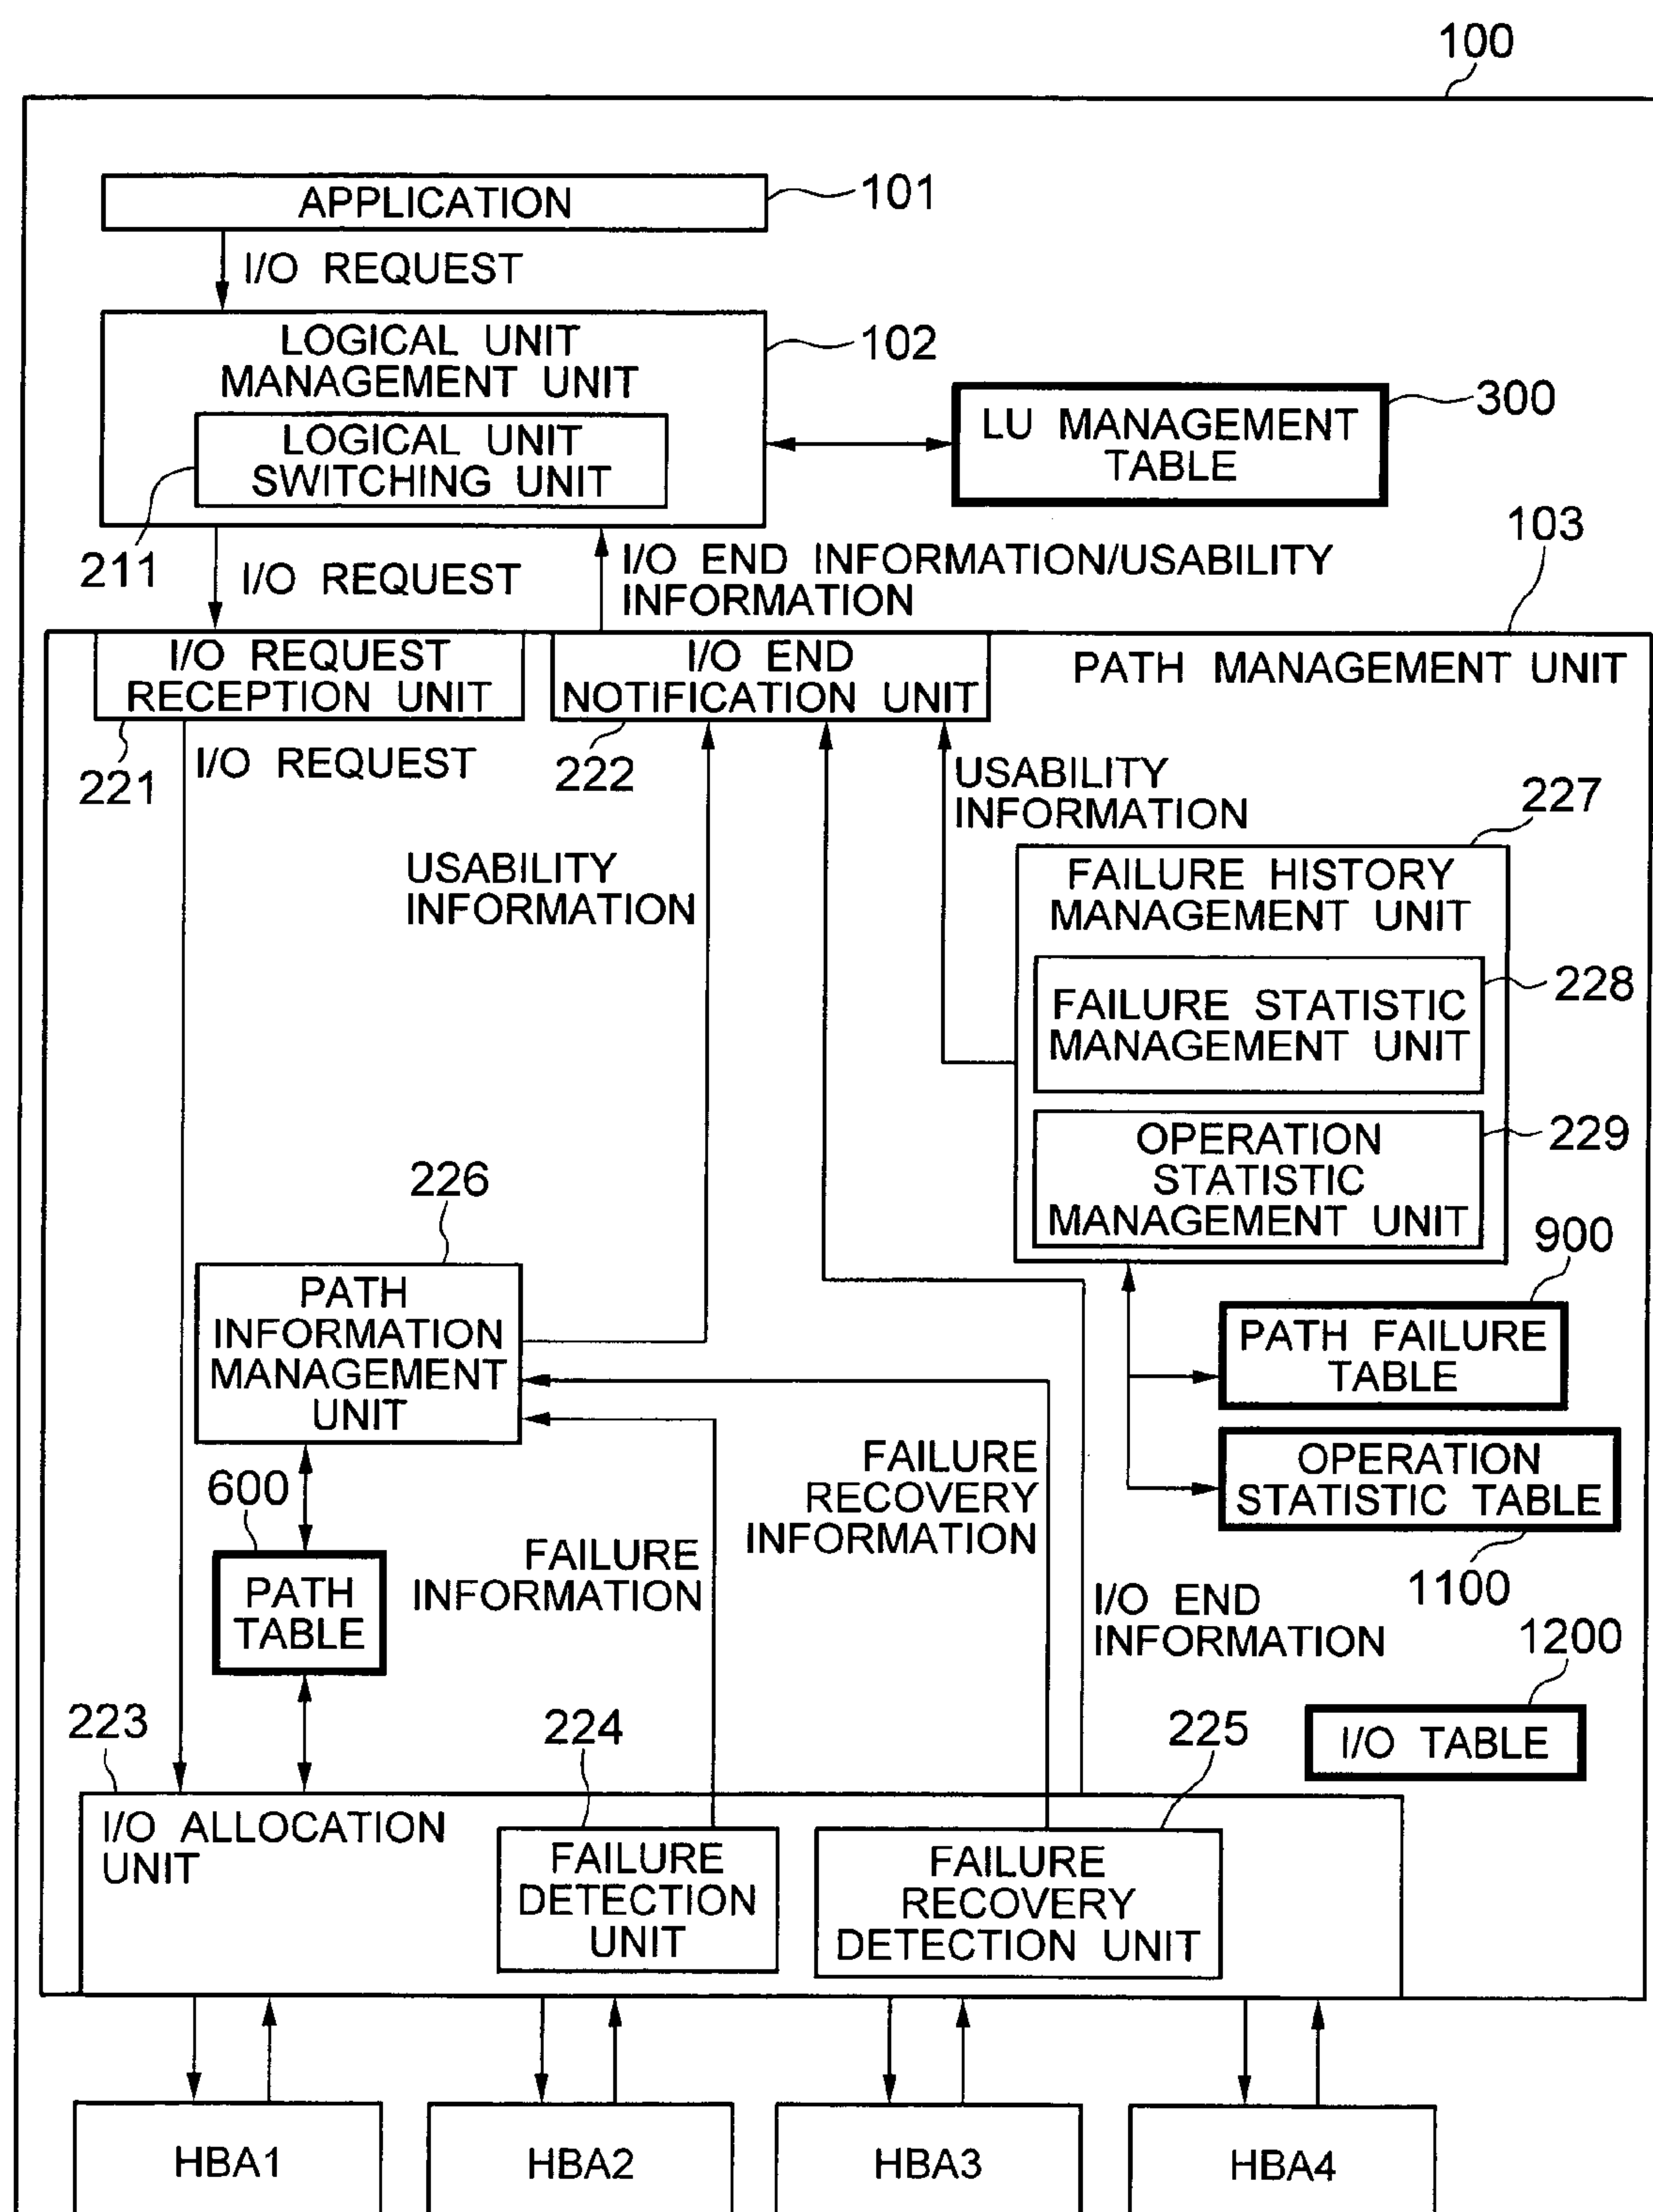 100
APPLICATION
101
I/O REQUEST
LOGICAL UNIT
MANAGEMENT UNIT
102
LOGICAL UNIT
SWITCHING UNIT
211
LU MANAGEMENT
TABLE
300
I/O REQUEST
I/O END INFORMATION/USABILITY
INFORMATION
103
I/O REQUEST
RECEPTION UNIT
221
I/O END
NOTIFICATION UNIT
222
PATH MANAGEMENT UNIT
I/O REQUEST
USABILITY
INFORMATION
USABILITY
INFORMATION
227
FAILURE HISTORY
MANAGEMENT UNIT
FAILURE STATISTIC
MANAGEMENT UNIT
228
OPERATION
STATISTIC
MANAGEMENT UNIT
229
226
PATH
INFORMATION
MANAGEMENT
UNIT
900
PATH FAILURE
TABLE
OPERATION
STATISTIC TABLE
1100
600
PATH
TABLE
FAILURE
INFORMATION
FAILURE
RECOVERY
INFORMATION
I/O END
INFORMATION
1200
I/O TABLE
223
I/O ALLOCATION
UNIT
224
FAILURE
DETECTION
UNIT
225
FAILURE
RECOVERY
DETECTION UNIT
HBA1
HBA2
HBA3
HBA4